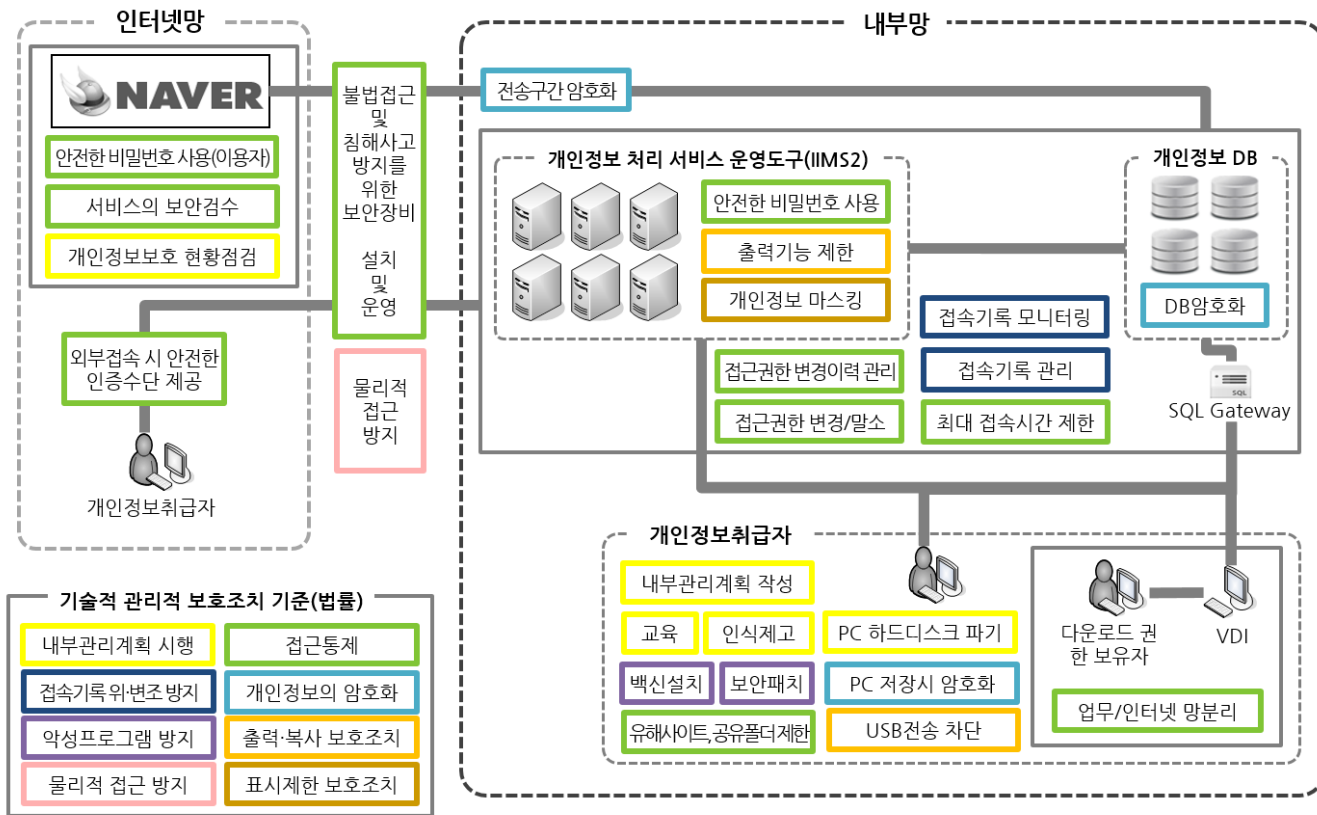 인터넷망
NAVER
안전한 비밀번호 사용(이용자)
서비스의 보안검수
개인정보보호 현황점검
외부접속 시 안전한
인증수단 제공
개인정보취급자
불법접근
및
침해사고
방지를
위한
보안장비
설치
및
운영
물리적
접근
방지
내부망
전송구간 암호화
개인정보 처리 서비스 운영도구(IIMS2)
안전한 비밀번호 사용
출력기능 제한
개인정보 마스킹
개인정보 DB
DB암호화
접속기록 모니터링
접근권한 변경이력 관리
접속기록 관리
접근권한 변경/말소
최대 접속시간 제한
SQL
SQL Gateway
개인정보취급자
내부관리계획 작성
교육
인식제고
PC 하드디스크 파기
백신설치
보안패치
PC 저장시 암호화
유해사이트,공유폴더 제한
USB전송 차단
다운로드 권
한 보유자
VDI
업무/인터넷 망분리
기술적 관리적 보호조치 기준(법률)
내부관리계획 시행
접근통제
접속기록 위·변조 방지
개인정보의 암호화
악성프로그램 방지
출력·복사 보호조치
물리적 접근 방지
표시제한 보호조치